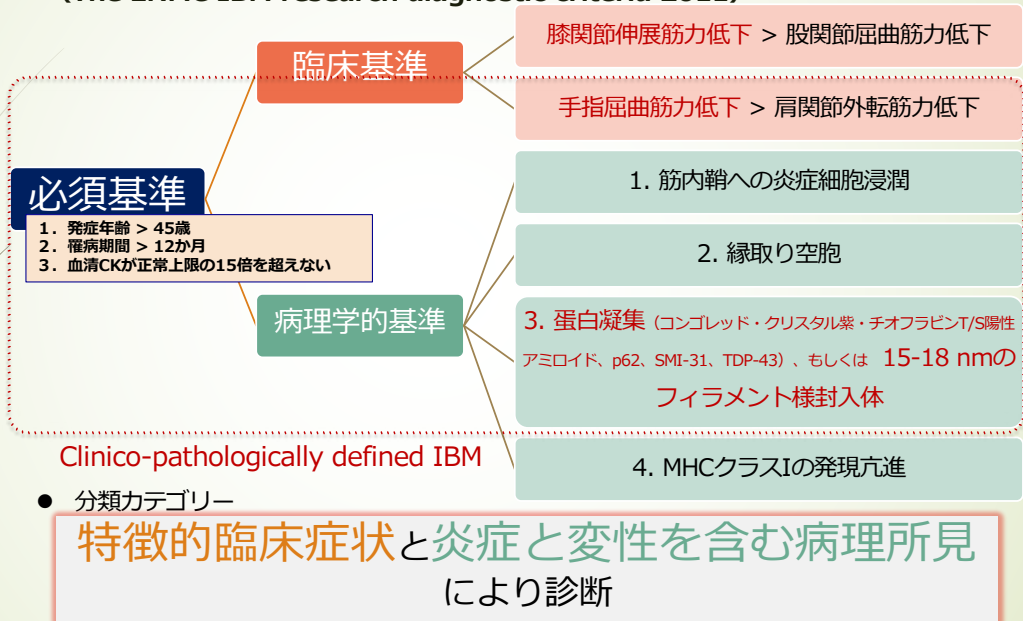 (The ENMC IBM research diagnostic criteria 2011)
臨床基準
膝関節伸展筋力低下 > 股関節屈曲筋力低下
手指屈曲筋力低下 > 肩関節外転筋力低下
必須基準
1. 発症年齢 > 45歳
2. 罹病期間 > 12か月
3. 血清CKが正常上限の15倍を超えない
病理学的基準
1. 筋内鞘への炎症細胞浸潤
2. 縁取り空胞
3. 蛋白凝集（コンゴレッド・クリスタル紫・チオフラビンT/S陽性
アミロイド、p62、SMI-31、TDP-43）、もしくは 15-18 nmの
フィラメント様封入体
4. MHCクラスIの発現亢進
Clinico-pathologically defined IBM
● 分類カテゴリー
特徴的臨床症状と炎症と変性を含む病理所見
により診断